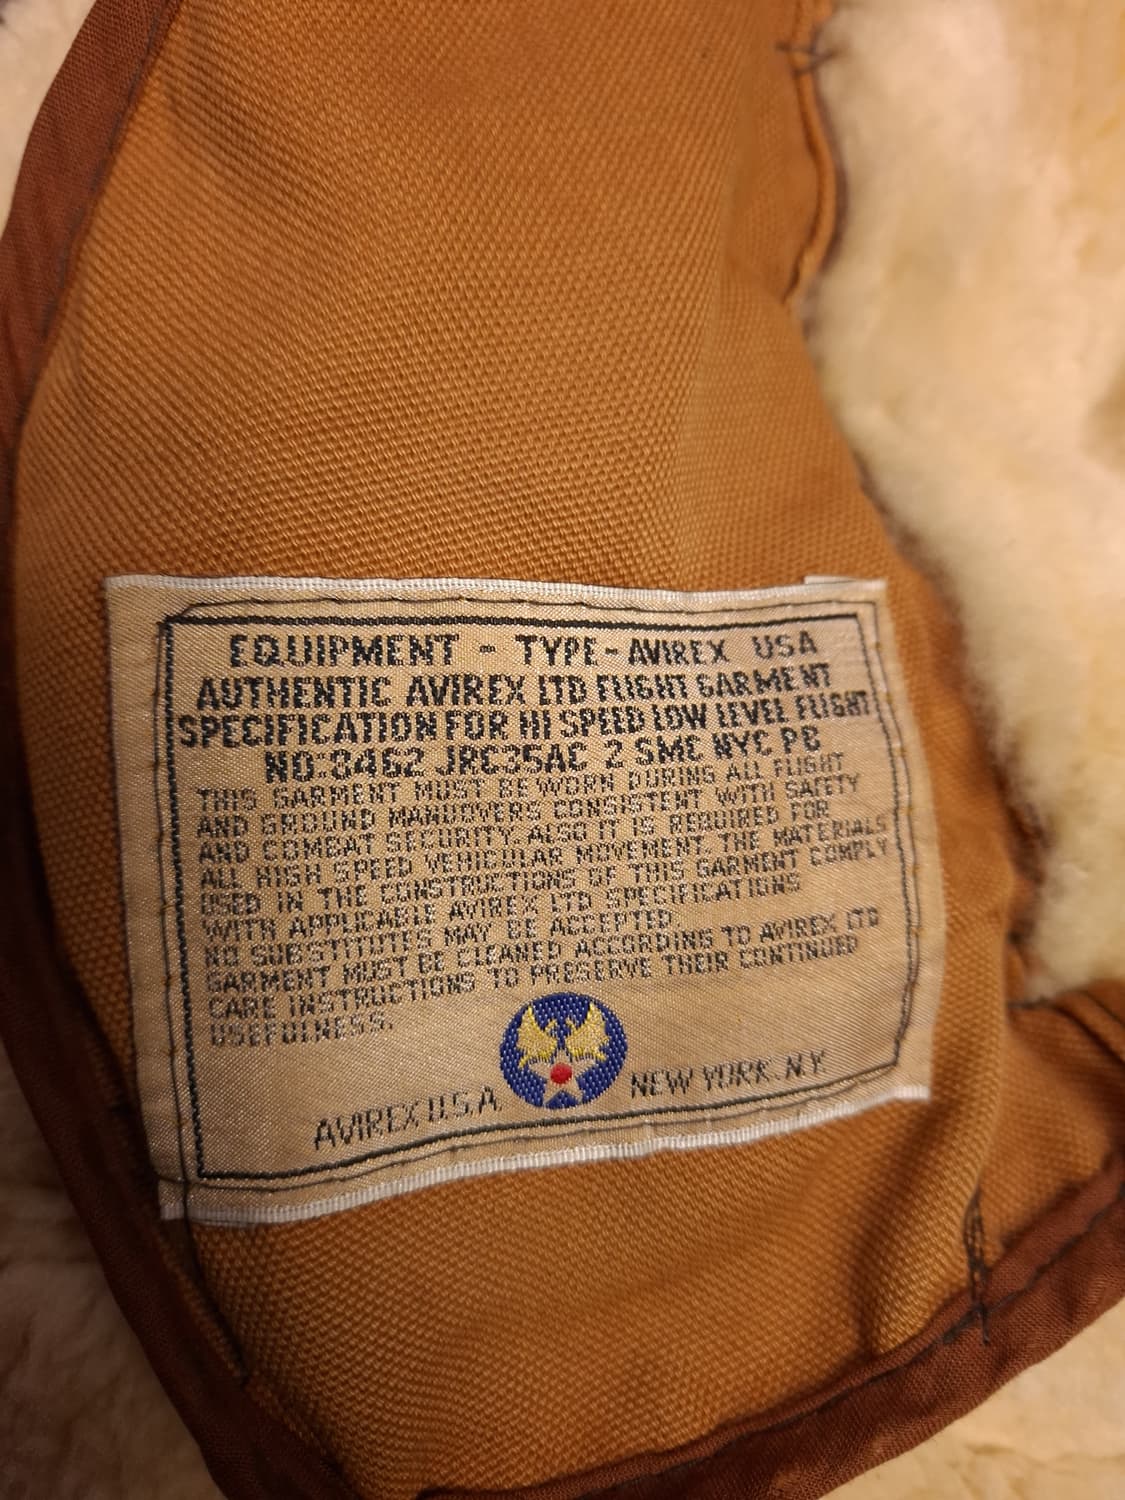 EQUIPMENT - TYPE - AVIREX USA
AUTHENTIC AVIREX LTD FLIGHT GARMENT
SPECIFICATION FOR HI SPEED LOW LEVEL FLIGHT
NO:8462 JRC35AC 2 SMC NYC PB
THIS GARMENT MUST BE WORN DURING ALL FLIGHT
AND GROUND MANUOVERS CONSISTENT WITH SAFETY
AND COMBAT SECURITY. ALSO IT IS REQUIRED FOR
ALL HIGH SPEED VEHICULAR MOVEMENT. THE MATERIALS
USED IN THE CONSTRUCTIONS OF THIS GARMENT COMPLY
WITH APPLICABLE AVIREX LTD SPECIFICATIONS
NO SUBSTITUTES MAY BE ACCEPTED
GARMENT MUST BE CLEANED ACCORDING TO AVIREX LTD
CARE INSTRUCTIONS TO PRESERVE THEIR CONTINUED
USEFULNESS.
AVIREX U.S.A. NEW YORK. N.Y.